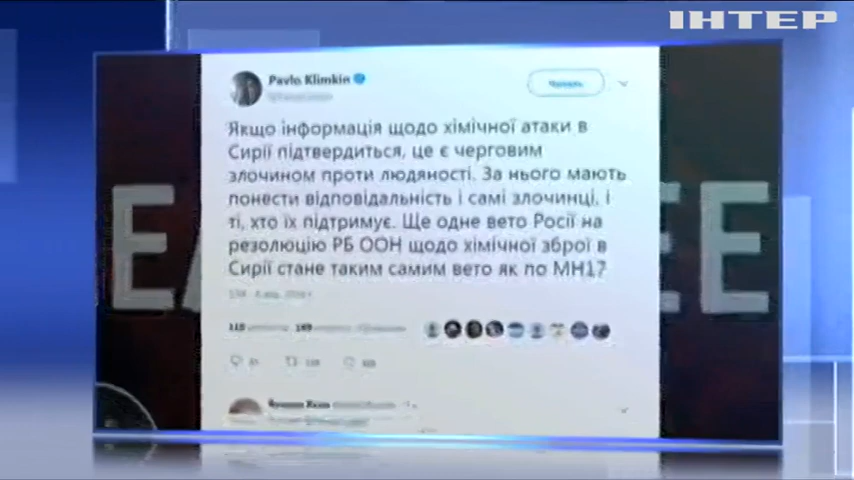 ІНТЕР
Pavlo Klimkin
Читать
Якщо інформація щодо хімічної атаки в
Сирії підтвердиться, це є черговим
злочином проти людяності. За нього мають
понести відповідальність і самі злочинці, і
ті, хто їх підтримує. Ще одне вето Росії на
резолюцію РБ ООН щодо хімічної зброї в
Сирії стане таким самим вето як по МН17
EE